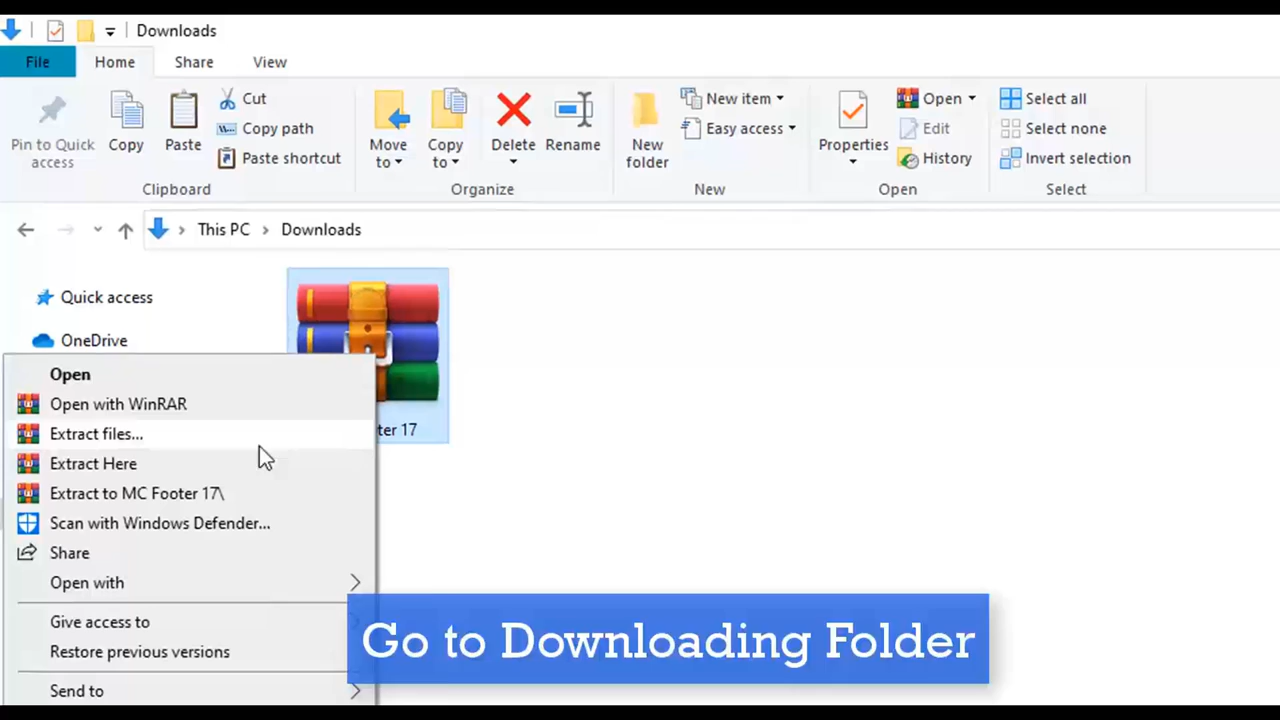 Downloads
File Home Share View
Pin to Quick access
Copy
Paste
Cut
Copy path
Paste shortcut
Clipboard
Move to
Copy to
Delete
Rename
Organize
New folder
New item
Easy access
New
Properties
Open
Edit
History
Open
Select all
Select none
Invert selection
Select
This PC > Downloads
Quick access
OneDrive
ter 17
Open
Open with WinRAR
Extract files...
Extract Here
Extract to MC Footer 17\
Scan with Windows Defender...
Share
Open with
Give access to
Restore previous versions
Send to
Go to Downloading Folder